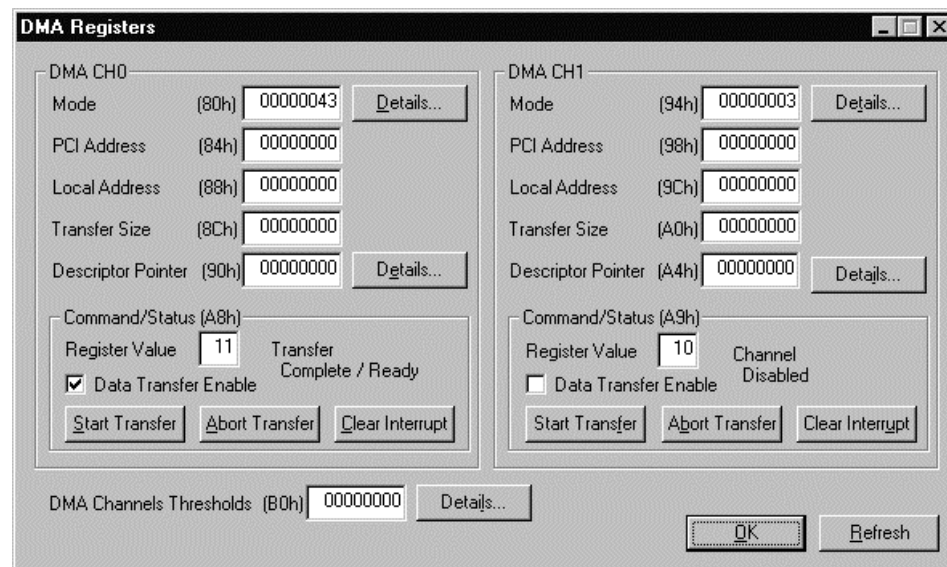 DMA Registers
DMA CH0
Mode (80h) 00000043 Details...
PCI Address (84h) 00000000
Local Address (88h) 00000000
Transfer Size (8Ch) 00000000
Descriptor Pointer (90h) 00000000 Details...
Command/Status (A8h)
Register Value 11 Transfer
Complete / Ready
Data Transfer Enable
Start Transfer Abort Transfer Clear Interrupt
DMA CH1
Mode (94h) 00000003 Details...
PCI Address (98h) 00000000
Local Address (9Ch) 00000000
Transfer Size (A0h) 00000000
Descriptor Pointer (A4h) 00000000 Details...
Command/Status (A9h)
Register Value 10 Channel
Disabled
Data Transfer Enable
Start Transfer Abort Transfer Clear Interrupt
DMA Channels Thresholds (B0h) 00000000 Details...
OK Refresh